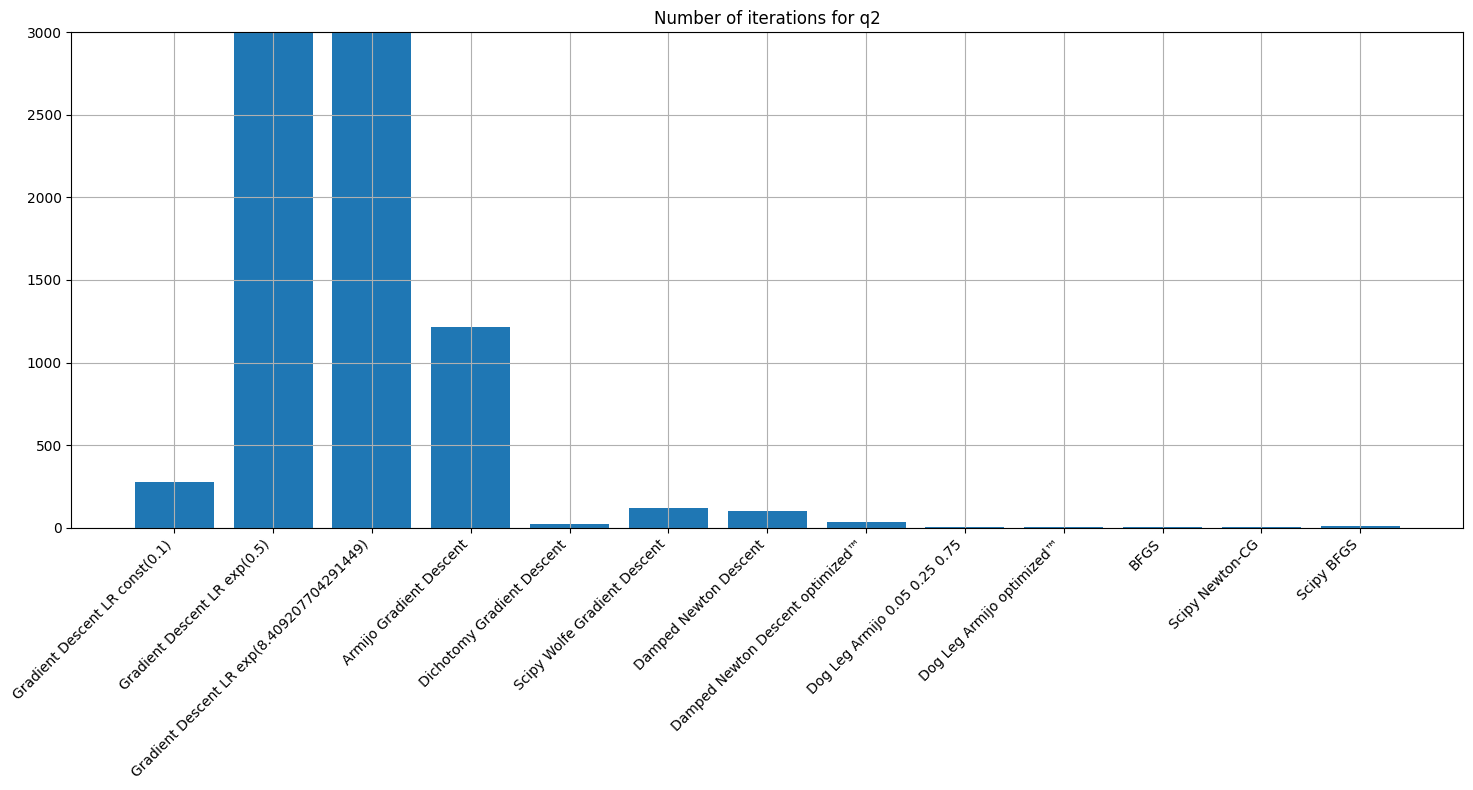 Number of iterations for q2
3000
2500
2000
1500
1000
500
0
Gradient Descent LR const(0.1)
Gradient Descent LR exp(0.5)
Gradient Descent LR exp(8.409207704291449)
Armijo Gradient Descent
Dichotomy Gradient Descent
Scipy Wolfe Gradient Descent
Damped Newton Descent
Damped Newton Descent optimized™
Dog Leg Armijo 0.05 0.25 0.75
Dog Leg Armijo optimized™
BFGS
Scipy Newton-CG
Scipy BFGS